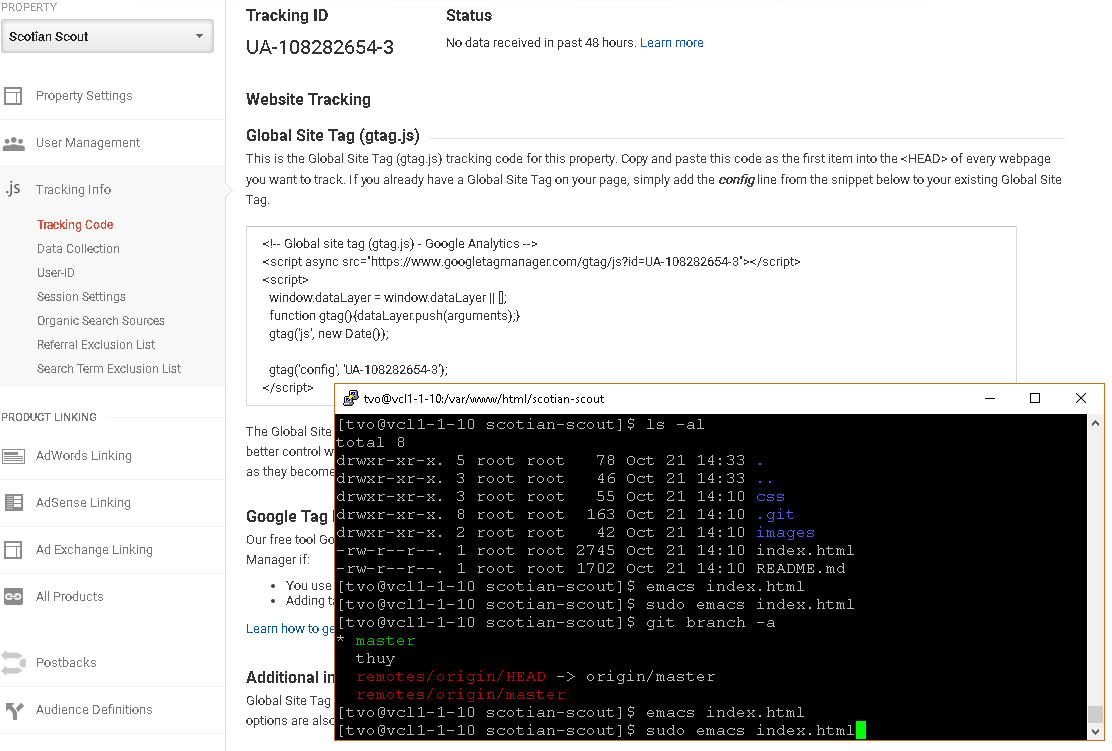 PROPERTY
Scotian Scout
Property Settings
User Management
.js Tracking Info
Tracking Code
Data Collection
User-ID
Session Settings
Organic Search Sources
Referral Exclusion List
Search Term Exclusion List
PRODUCT LINKING
AdWords Linking
AdSense Linking
Ad Exchange Linking
All Products
Postbacks
Audience Definitions
Tracking ID
UA-108282654-3
Status
No data received in past 48 hours. Learn more
Website Tracking
Global Site Tag (gtag.js)
This is the Global Site Tag (gtag.js) tracking code for this property. Copy and paste this code as the first item into the <HEAD> of every webpage
you want to track. If you already have a Global Site Tag on your page, simply add the config line from the snippet below to your existing Global Site
Tag.
<!-- Global site tag (gtag.js) - Google Analytics -->
<script async src="https://www.googletagmanager.com/gtag/js?id=UA-108282654-3"></script>
<script>
window.dataLayer = window.dataLayer || [];
function gtag(){dataLayer.push(arguments);}
gtag('js', new Date());
gtag('config', 'UA-108282654-3');
</script>
The Global Site
better control w
as they become
Google Tag
Our free tool Go
Manager if:
• You use
• Adding ta
Learn how to ge
Additional in
Global Site Tag
options are also
tvo@vcl1-1-10:/var/www/html/scotian-scout
[tvo@vcl1-1-10 scotian-scout]$ ls -al
total 8
drwxr-xr-x. 5 root root 78 Oct 21 14:33 .
drwxr-xr-x. 3 root root 46 Oct 21 14:33 ..
drwxr-xr-x. 3 root root 55 Oct 21 14:10 css
drwxr-xr-x. 8 root root 163 Oct 21 14:10 .git
drwxr-xr-x. 2 root root 42 Oct 21 14:10 images
-rw-r--r--. 1 root root 2745 Oct 21 14:10 index.html
-rw-r--r--. 1 root root 1702 Oct 21 14:10 README.md
[tvo@vcl1-1-10 scotian-scout]$ emacs index.html
[tvo@vcl1-1-10 scotian-scout]$ sudo emacs index.html
[tvo@vcl1-1-10 scotian-scout]$ git branch -a
* master
thuy
remotes/origin/HEAD -> origin/master
remotes/origin/master
[tvo@vcl1-1-10 scotian-scout]$ emacs index.html
[tvo@vcl1-1-10 scotian-scout]$ sudo emacs index.html